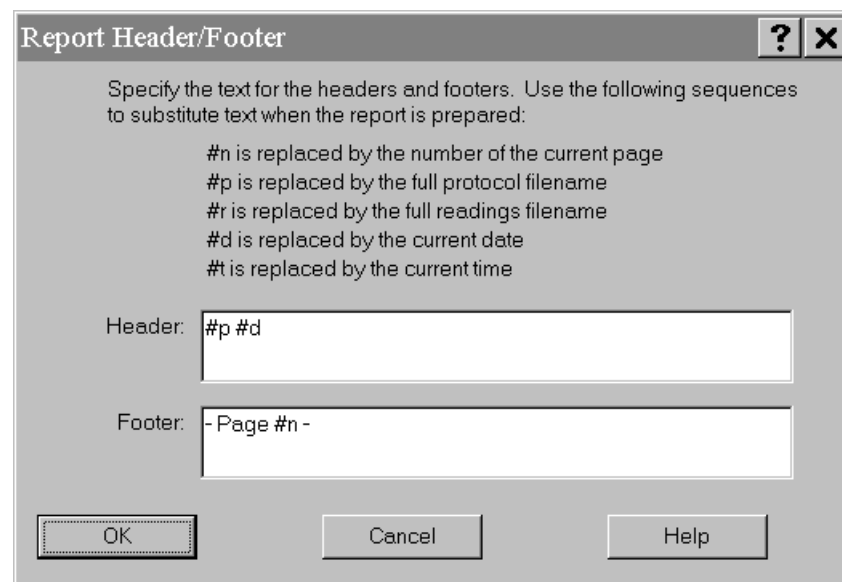 Report Header/Footer
Specify the text for the headers and footers.  Use the following sequences
to substitute text when the report is prepared:
#n is replaced by the number of the current page
#p is replaced by the full protocol filename
#r is replaced by the full readings filename
#d is replaced by the current date
#t is replaced by the current time
Header: #p #d
Footer: - Page #n -
OK Cancel Help